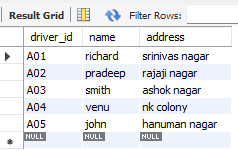 Result Grid Filter Rows:
driver_id name address
A01 richard srinivas nagar
A02 pradeep rajaji nagar
A03 smith ashok nagar
A04 venu nk colony
A05 john hanuman nagar
NULL NULL NULL